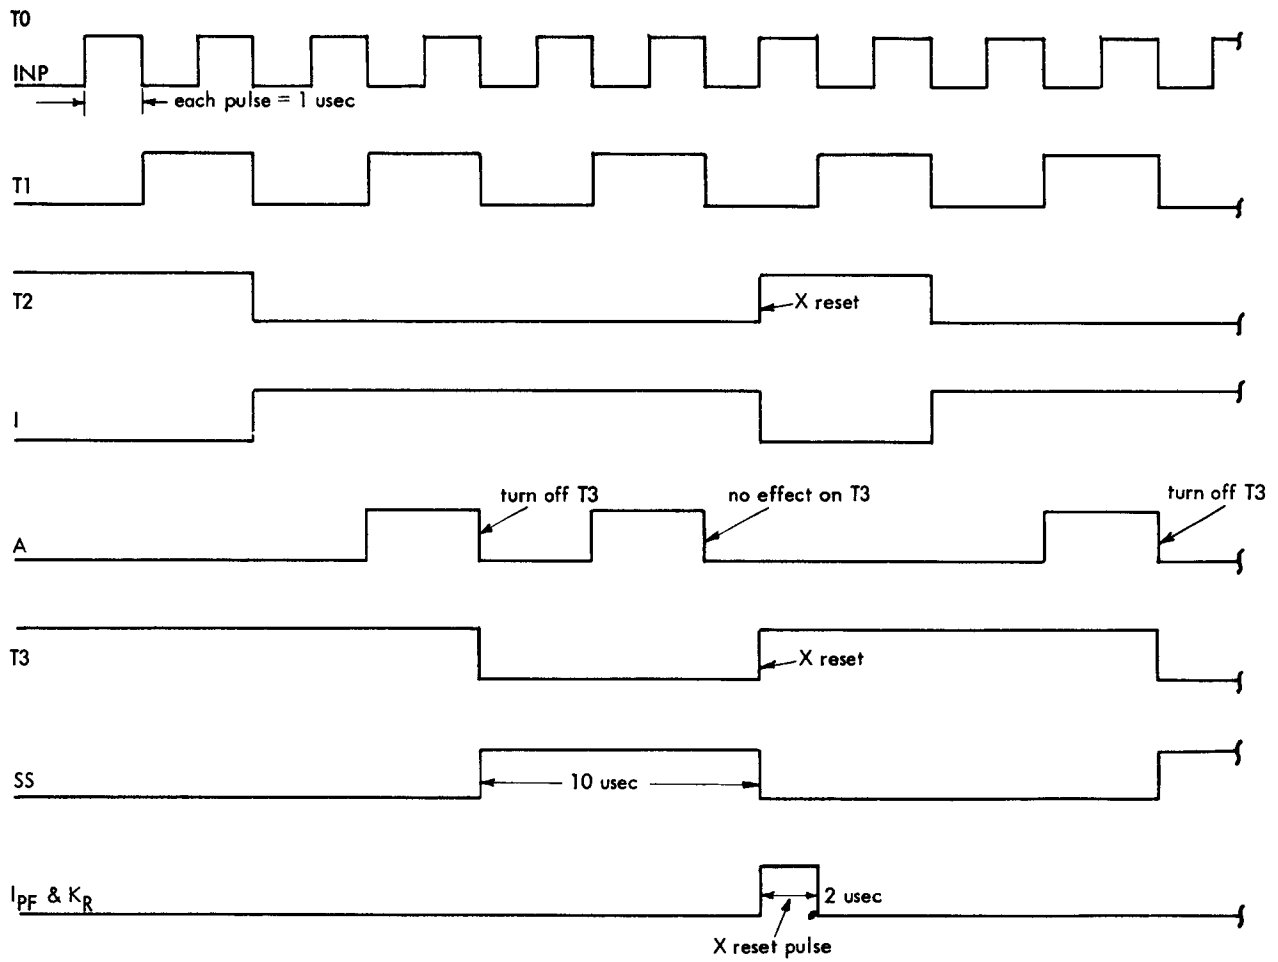 T0
INP
each pulse = 1 usec
T1
T2
X reset
I
turn off T3
no effect on T3
turn off T3
A
T3
X reset
SS
10 usec
IPF & KR
2 usec
X reset pulse